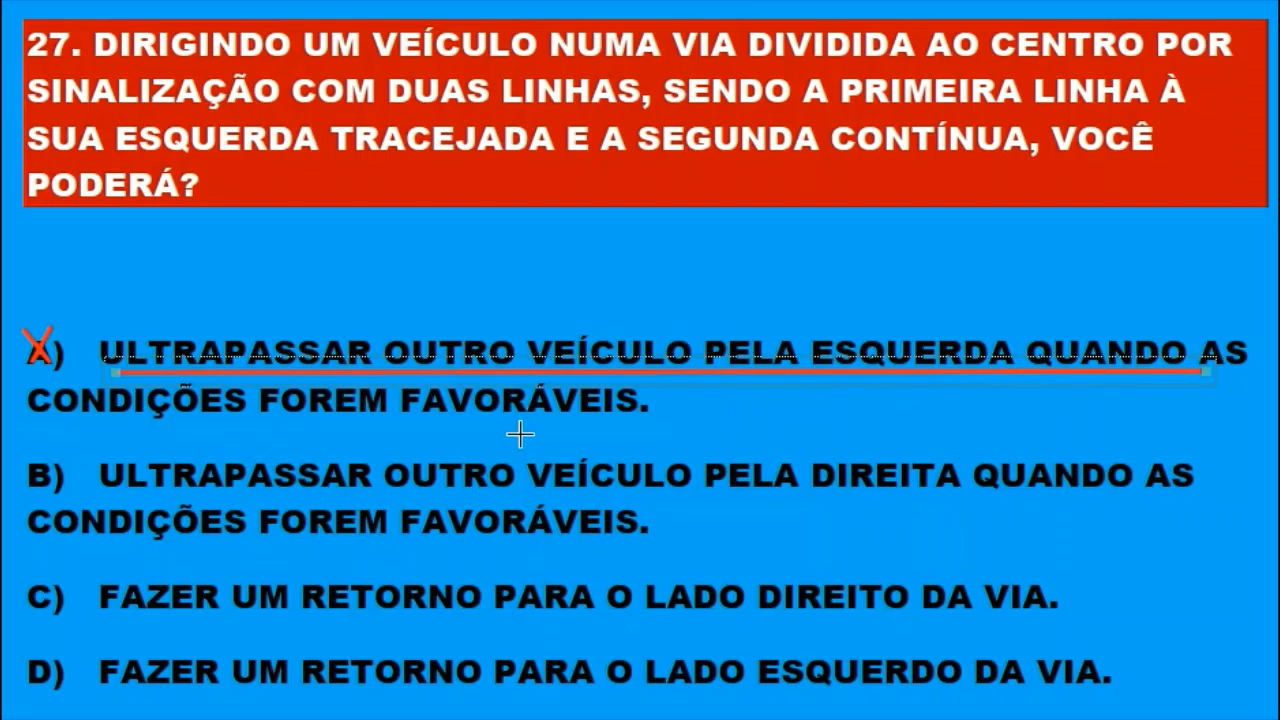 27. DIRIGINDO UM VEÍCULO NUMA VIA DIVIDIDA AO CENTRO POR
SINALIZAÇÃO COM DUAS LINHAS, SENDO A PRIMEIRA LINHA À
SUA ESQUERDA TRACEJADA E A SEGUNDA CONTÍNUA, VOCÊ
PODERÁ?
A) ULTRAPASSAR OUTRO VEÍCULO PELA ESQUERDA QUANDO AS
CONDIÇÕES FOREM FAVORÁVEIS.
B) ULTRAPASSAR OUTRO VEÍCULO PELA DIREITA QUANDO AS
CONDIÇÕES FOREM FAVORÁVEIS.
C) FAZER UM RETORNO PARA O LADO DIREITO DA VIA.
D) FAZER UM RETORNO PARA O LADO ESQUERDO DA VIA.